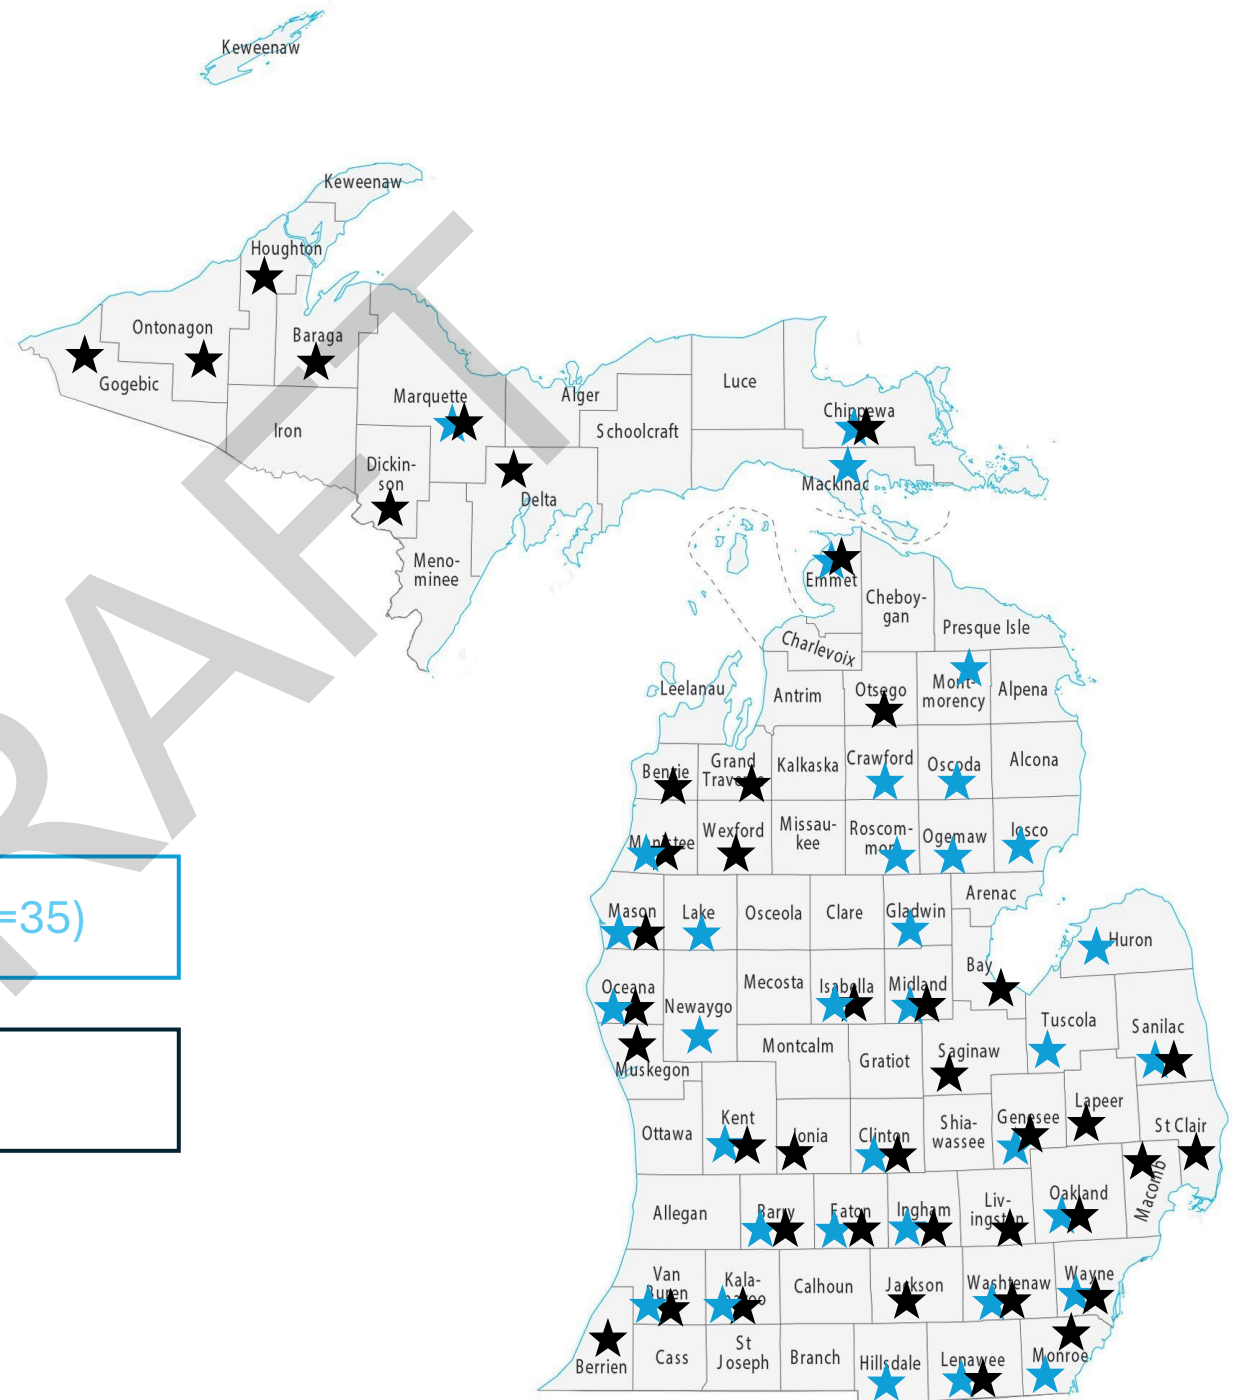 Keweenaw
Keweenaw
Houghton
Ontonagon
Baraga
Gogebic
Marquette
Alger
Luce
Chippewa
Iron
Schoolcraft
Dickin-
son
Mackinac
Delta
Meno-
minee
Emmet
Cheboy-
gan
Presque Isle
Charlevoix
Leelanau
Antrim
Otsego
Mont-
morency
Alpena
Benzie
Grand
Traverse
Kalkaska
Crawford
Oscoda
Alcona
Manistee
Wexford
Missau-
kee
Roscom-
mon
Ogemaw
Iosco
Arenac
Mason
Lake
Osceola
Clare
Gladwin
Huron
=35)
Bay
Oceana
Newaygo
Mecosta
Isabella
Midland
Tuscola
Sanilac
Montcalm
Gratiot
Saginaw
Muskegon
Kent
Ottawa
Ionia
Clinton
Shia-
wassee
Genesee
Lapeer
St Clair
Macomb
Allegan
Barry
Eaton
Ingham
Liv-
ingston
Oakland
Van
Buren
Kala-
mazoo
Calhoun
Jackson
Washtenaw
Wayne
Berrien
Cass
St
Joseph
Branch
Hillsdale
Lenawee
Monroe
RAFT